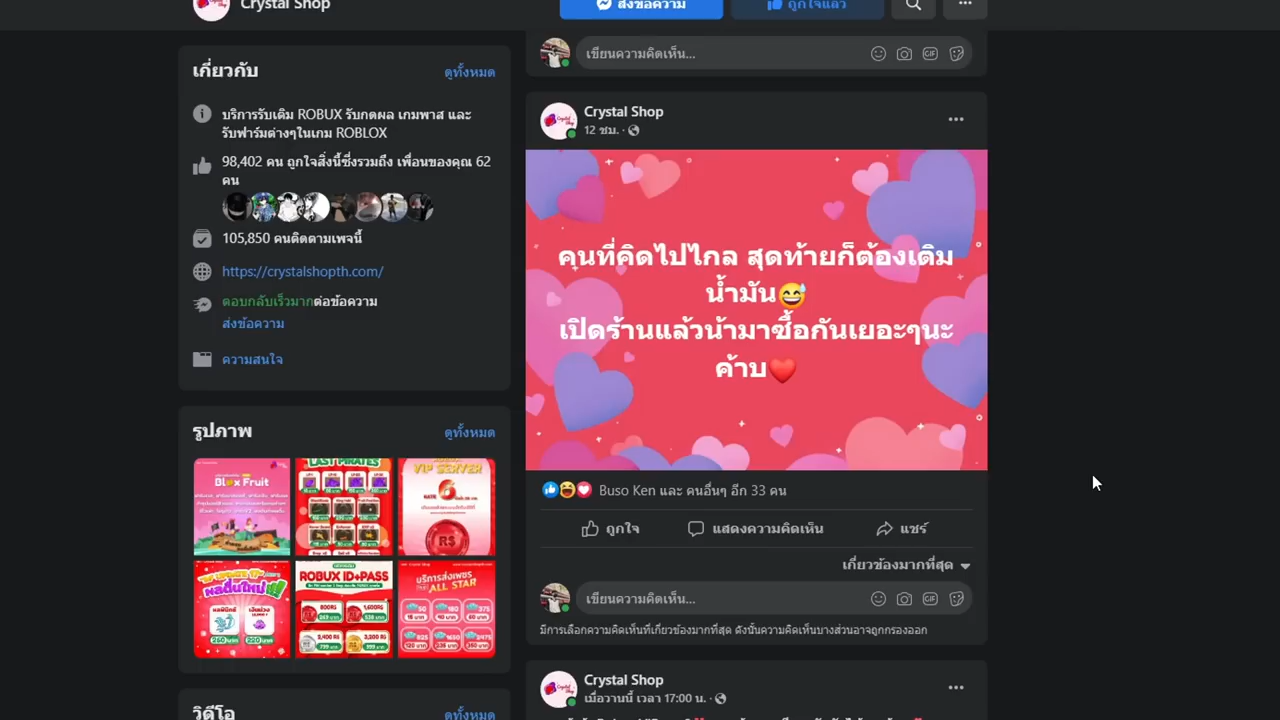 Crystal Shop
ส่งข้อความ
ถูกใจแล้ว
เขียนความคิดเห็น...
เกี่ยวกับ
ดูทั้งหมด
บริการรับเติม ROBUX รับกดผล เกมพาส และ
รับฟาร์มต่างๆในเกม ROBLOX
98,402 คน ถูกใจสิ่งนี้ซึ่งรวมถึง เพื่อนของคุณ 62
คน
105,850 คนติดตามเพจนี้
https://crystalshopth.com/
ตอบกลับเร็วมากต่อข้อความ
ส่งข้อความ
ความสนใจ
รูปภาพ
ดูทั้งหมด
Blox Fruit
LAST PIRATES
VIP SERVER
ROBUX ID+PASS
บริการส่งเพชร
ALL STAR
วิดีโอ
ดูทั้งหมด
Crystal Shop
12 ชม.
คนที่คิดไปไกล สุดท้ายก็ต้องเติม
น้ำมัน😅
เปิดร้านแล้วน้ามาซื้อกันเยอะๆนะ
ค้าบ❤️
Buso Ken และ คนอื่นๆ อีก 33 คน
ถูกใจ
แสดงความคิดเห็น
แชร์
เกี่ยวข้องมากที่สุด
เขียนความคิดเห็น...
มีการเลือกความคิดเห็นที่เกี่ยวข้องมากที่สุด ดังนั้นความคิดเห็นบางส่วนอาจถูกกรองออก
Crystal Shop
เมื่อวานนี้ เวลา 17:00 น.